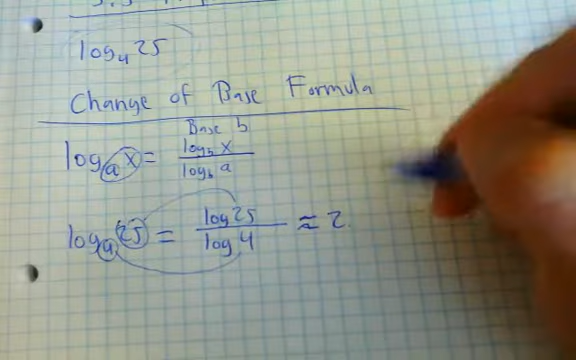 log₄ 25
Change of Base Formula
Base b
logₐ x = log_b x / log_b a
log₄ 25 = log 25 / log 4 ≈ 2